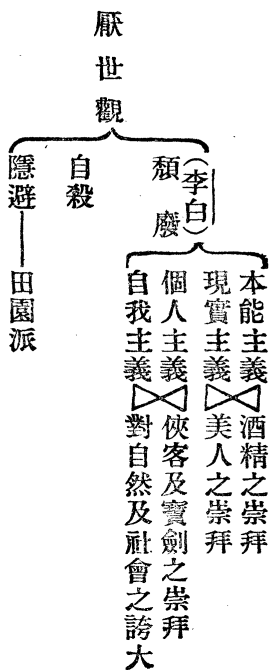 厭世觀
(李白)
頹廢
本能主義 酒精之崇拜
現實主義 美人之崇拜
個人主義 俠客及寶劍之崇拜
自我主義 對自然及社會之誇大
自殺
隱避——田園派